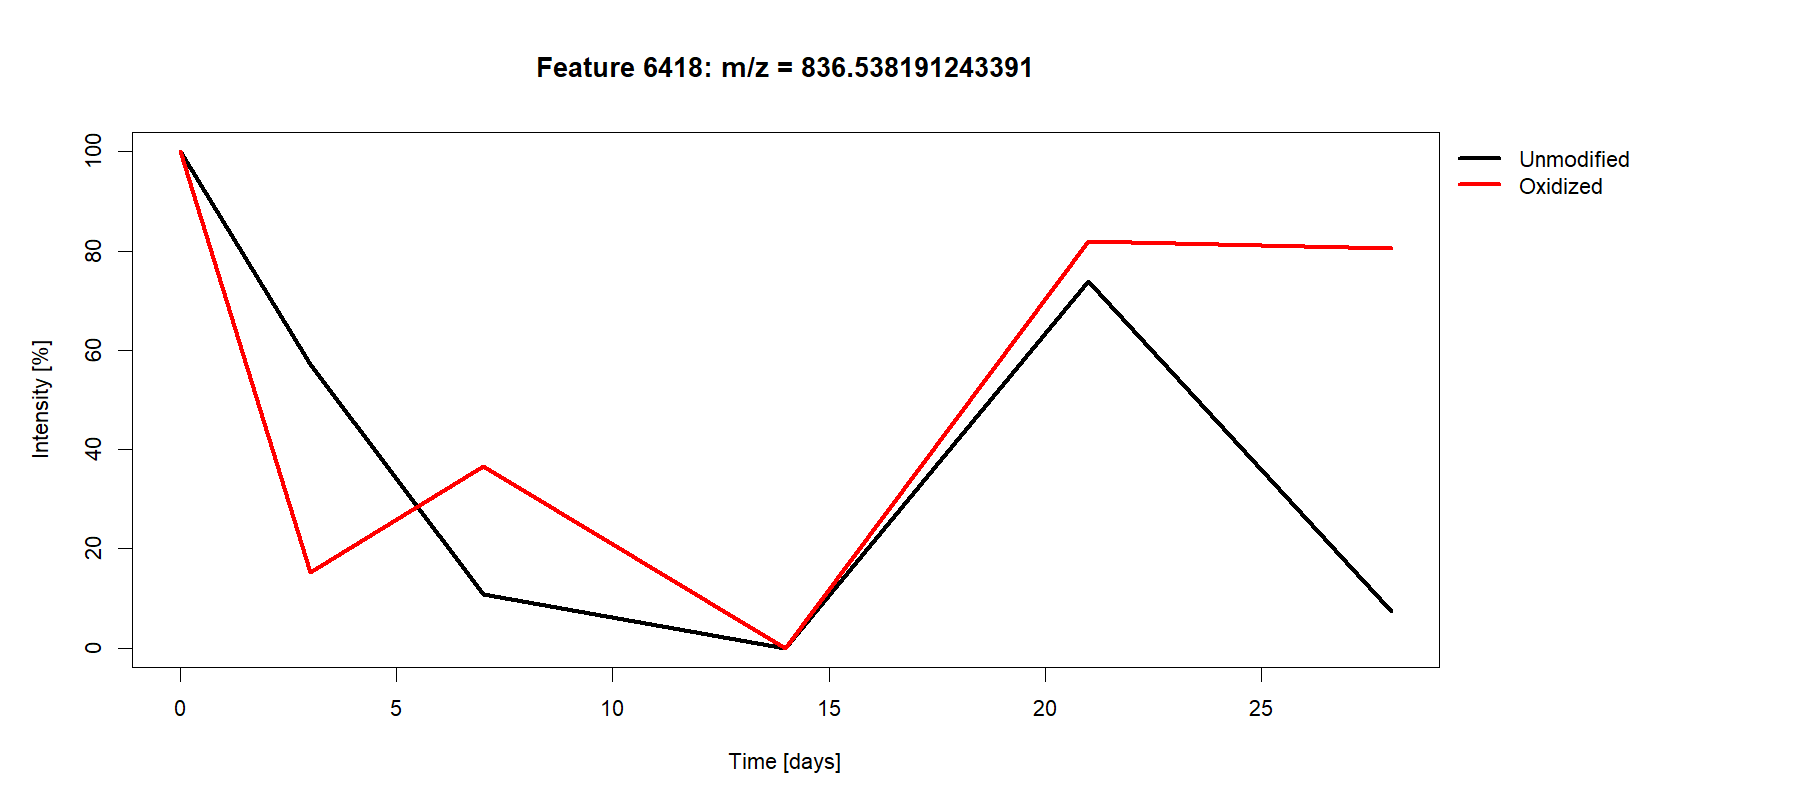 Feature 6418: m/z = 836.538191243391
Unmodified
Oxidized
Intensity [%]
100
80
60
40
20
0
0 5 10 15 20 25
Time [days]